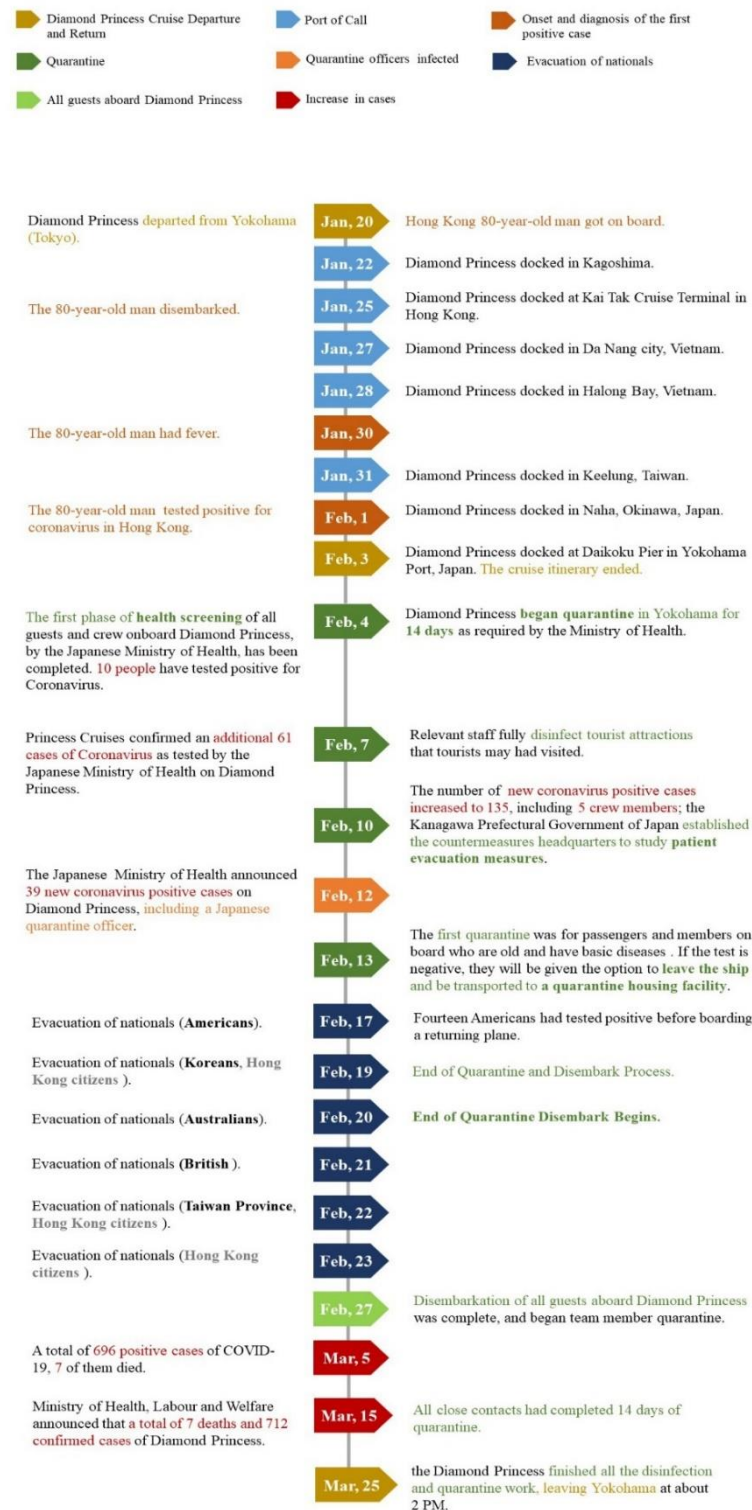 Diamond Princess Cruise Departure
and Return
Port of Call
Onset and diagnosis of the first
positive case
Quarantine
Quarantine officers infected
Evacuation of nationals
All guests aboard Diamond Princess
Increase in cases
Diamond Princess departed from Yokohama
(Tokyo).
Jan, 20
Hong Kong 80-year-old man got on board.
Jan, 22
Diamond Princess docked in Kagoshima.
The 80-year-old man disembarked.
Jan, 25
Diamond Princess docked at Kai Tak Cruise Terminal in
Hong Kong.
Jan, 27
Diamond Princess docked in Da Nang city, Vietnam.
Jan, 28
Diamond Princess docked in Halong Bay, Vietnam.
The 80-year-old man had fever.
Jan, 30
Jan, 31
Diamond Princess docked in Keelung, Taiwan.
The 80-year-old man tested positive for
coronavirus in Hong Kong.
Feb, 1
Diamond Princess docked in Naha, Okinawa, Japan.
Feb, 3
Diamond Princess docked at Daikoku Pier in Yokohama
Port, Japan. The cruise itinerary ended.
The first phase of health screening of all
guests and crew onboard Diamond Princess,
by the Japanese Ministry of Health, has been
completed. 10 people have tested positive for
Coronavirus.
Feb, 4
Diamond Princess began quarantine in Yokohama for
14 days as required by the Ministry of Health.
Princess Cruises confirmed an additional 61
cases of Coronavirus as tested by the
Japanese Ministry of Health on Diamond
Princess.
Feb, 7
Relevant staff fully disinfect tourist attractions
that tourists may had visited.
Feb, 10
The number of new coronavirus positive cases
increased to 135, including 5 crew members; the
Kanagawa Prefectural Government of Japan established
the countermeasures headquarters to study patient
evacuation measures.
The Japanese Ministry of Health announced
39 new coronavirus positive cases on
Diamond Princess, including a Japanese
quarantine officer.
Feb, 12
Feb, 13
The first quarantine was for passengers and members on
board who are old and have basic diseases . If the test is
negative, they will be given the option to leave the ship
and be transported to a quarantine housing facility.
Evacuation of nationals (Americans).
Feb, 17
Fourteen Americans had tested positive before boarding
a returning plane.
Evacuation of nationals (Koreans, Hong
Kong citizens ).
Feb, 19
End of Quarantine and Disembark Process.
Evacuation of nationals (Australians).
Feb, 20
End of Quarantine Disembark Begins.
Evacuation of nationals (British ).
Feb, 21
Evacuation of nationals (Taiwan Province,
Hong Kong citizens ).
Feb, 22
Evacuation of nationals (Hong Kong
citizens ).
Feb, 23
Feb, 27
Disembarkation of all guests aboard Diamond Princess
was complete, and began team member quarantine.
A total of 696 positive cases of COVID-
19, 7 of them died.
Mar, 5
Ministry of Health, Labour and Welfare
announced that a total of 7 deaths and 712
confirmed cases of Diamond Princess.
Mar, 15
All close contacts had completed 14 days of
quarantine.
Mar, 25
the Diamond Princess finished all the disinfection
and quarantine work, leaving Yokohama at about
2 PM.